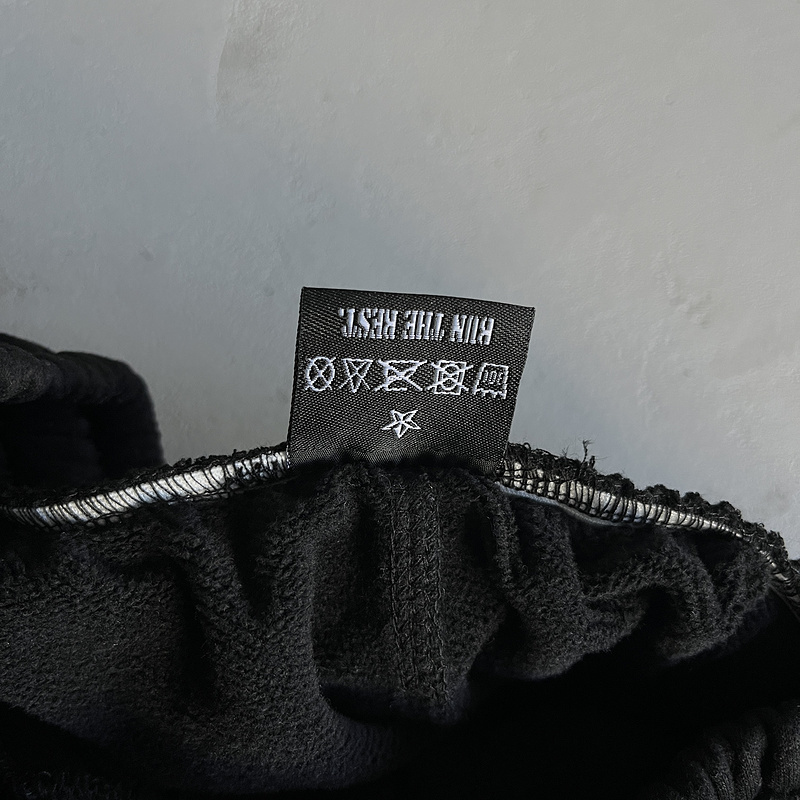 RUN THE REST.